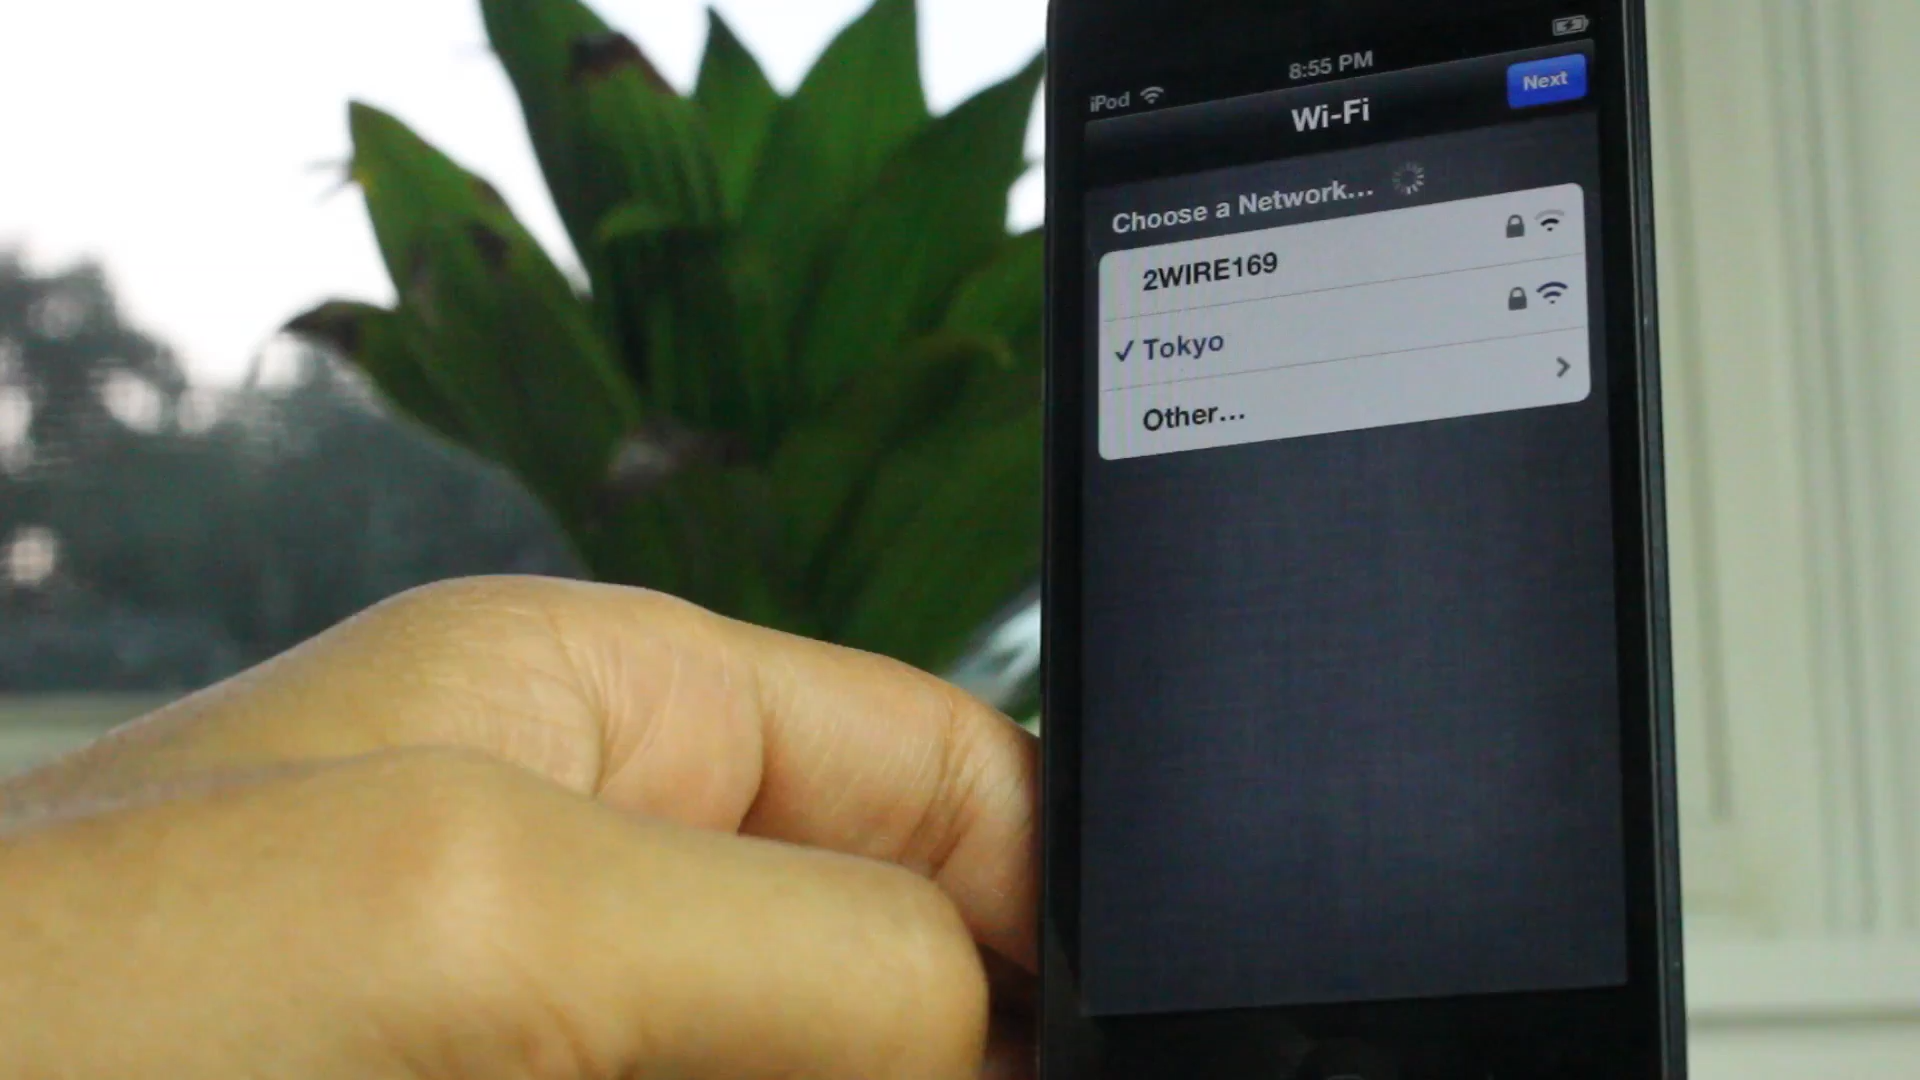 iPod 8:55 PM
Wi-Fi Next
Choose a Network...
2WIRE169
✓ Tokyo
Other...